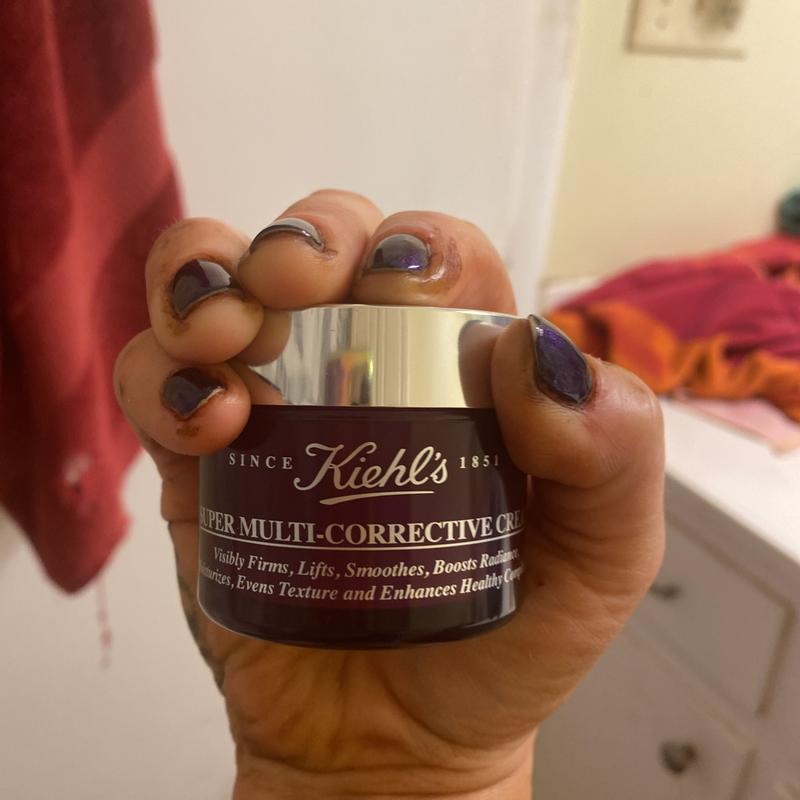 SINCE Kiehl's 1851
SUPER MULTI-CORRECTIVE
Visibly Firms, Lifts, Smoothes, Boosts Radiance,
Evens Texture and Enhances Healthy